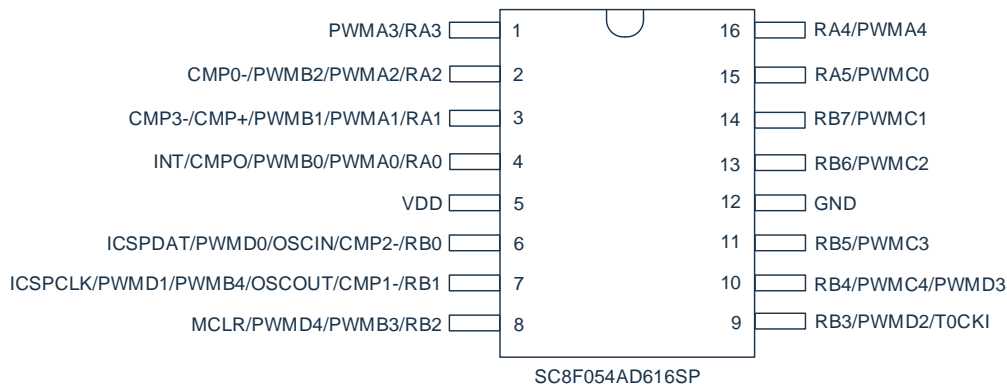 PWMA3/RA3 1 16 RA4/PWMA4
CMP0-/PWMB2/PWMA2/RA2 2 15 RA5/PWMC0
CMP3-/CMP+/PWMB1/PWMA1/RA1 3 14 RB7/PWMC1
INT/CMPO/PWMB0/PWMA0/RA0 4 13 RB6/PWMC2
VDD 5 12 GND
ICSPDAT/PWMD0/OSCIN/CMP2-/RB0 6 11 RB5/PWMC3
ICSPCLK/PWMD1/PWMB4/OSCOUT/CMP1-/RB1 7 10 RB4/PWMC4/PWMD3
MCLR/PWMD4/PWMB3/RB2 8 9 RB3/PWMD2/T0CKI
SC8F054AD616SP